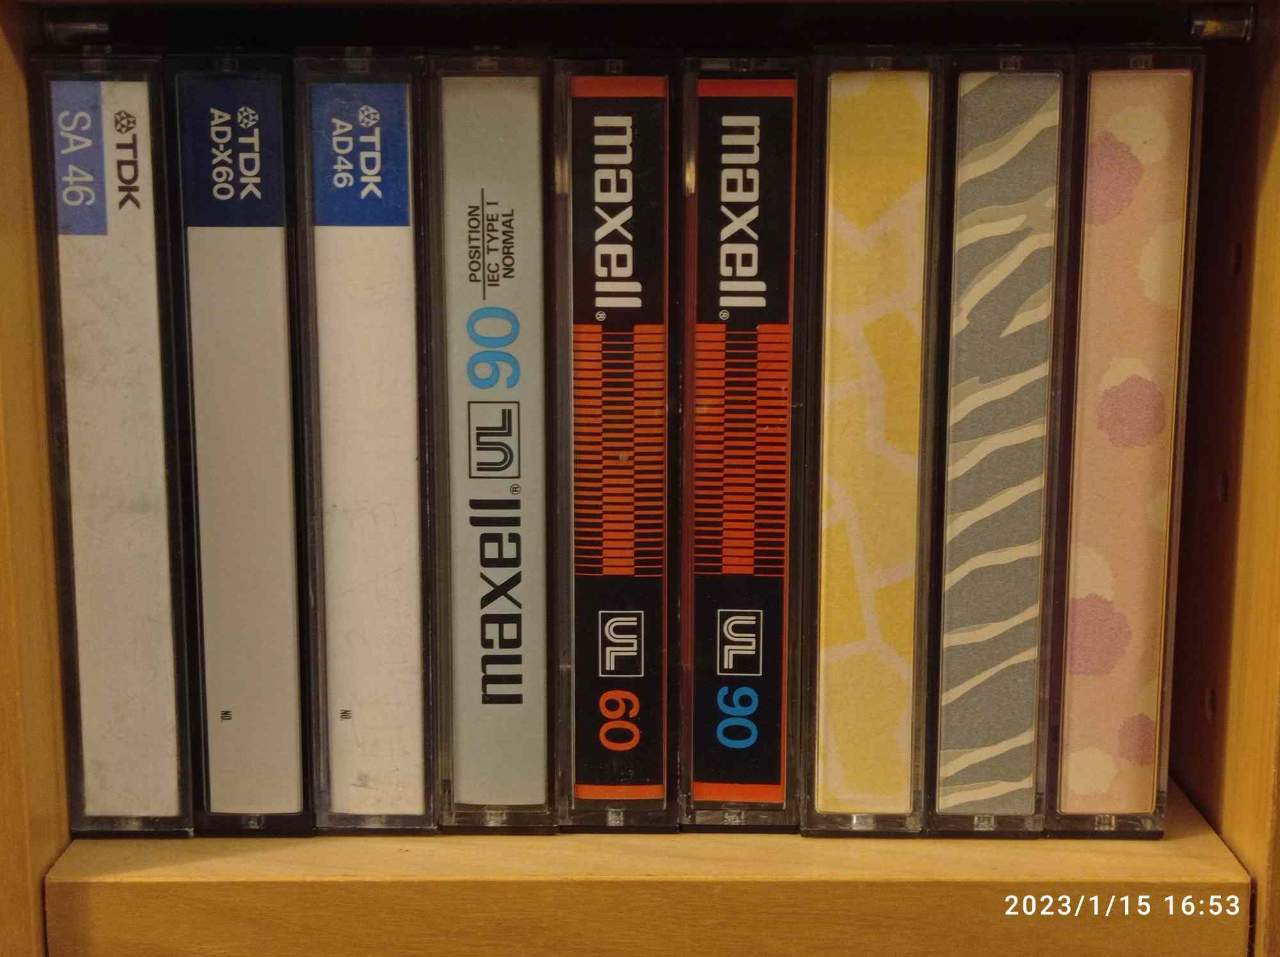 TDK
SA 46
TDK
AD-X60
TDK
AD46
maxell® UL 90
POSITION
IEC TYPE I
NORMAL
maxell®
UL
60
maxell®
UL
90
2023/1/15 16:53